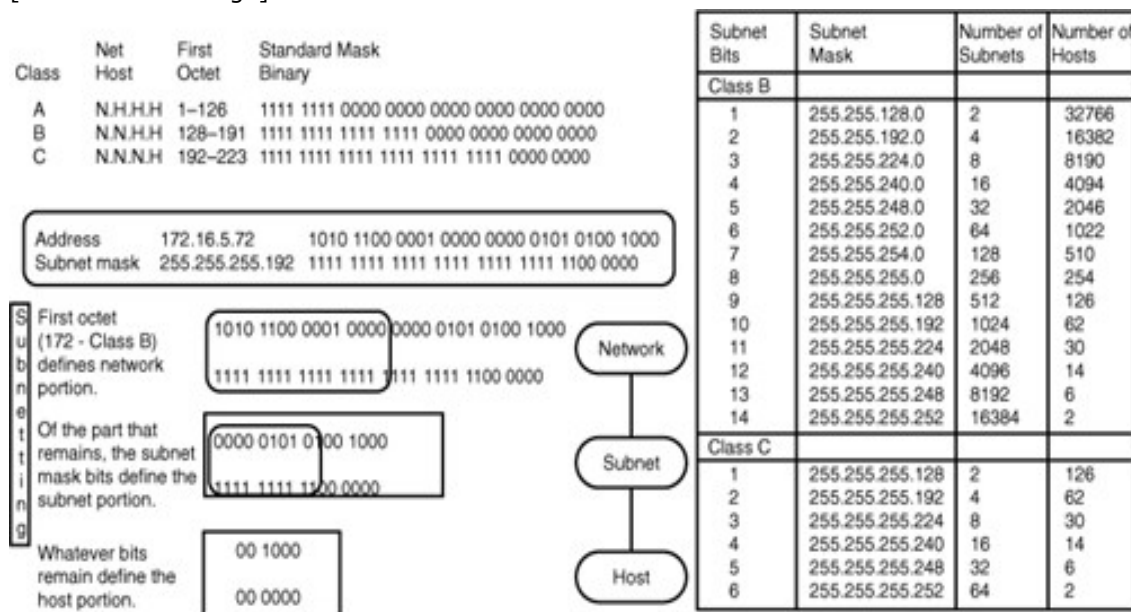 Class Net Host First Octet Standard Mask Binary
A N.H.H.H 1–126 1111 1111 0000 0000 0000 0000 0000 0000
B N.N.H.H 128–191 1111 1111 1111 1111 0000 0000 0000 0000
C N.N.N.H 192–223 1111 1111 1111 1111 1111 1111 0000 0000
Address 172.16.5.72 1010 1100 0001 0000 0000 0101 0100 1000
Subnet mask 255.255.255.192 1111 1111 1111 1111 1111 1111 1100 0000
Subnetting
First octet
(172 - Class B)
defines network
portion.
1010 1100 0001 0000 0000 0101 0100 1000
1111 1111 1111 1111 1111 1111 1100 0000
Of the part that
remains, the subnet
mask bits define the
subnet portion.
0000 0101 0100 1000
1111 1111 1100 0000
Whatever bits
remain define the
host portion.
00 1000
00 0000
Network
Subnet
Host
Subnet Bits Subnet Mask Number of Subnets Number of Hosts
Class B
1 255.255.128.0 2 32766
2 255.255.192.0 4 16382
3 255.255.224.0 8 8190
4 255.255.240.0 16 4094
5 255.255.248.0 32 2046
6 255.255.252.0 64 1022
7 255.255.254.0 128 510
8 255.255.255.0 256 254
9 255.255.255.128 512 126
10 255.255.255.192 1024 62
11 255.255.255.224 2048 30
12 255.255.255.240 4096 14
13 255.255.255.248 8192 6
14 255.255.255.252 16384 2
Class C
1 255.255.255.128 2 126
2 255.255.255.192 4 62
3 255.255.255.224 8 30
4 255.255.255.240 16 14
5 255.255.255.248 32 6
6 255.255.255.252 64 2